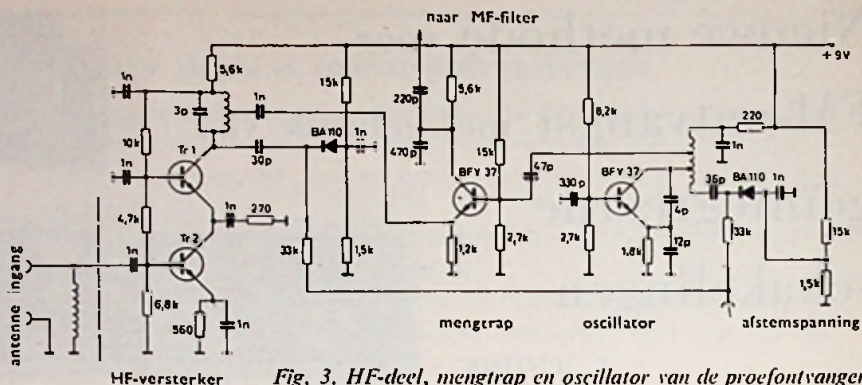 naar MF-filter
+9V
1n
5,6k
3p
1n
10k
Tr 1
30p
BA110
1n
15k
220p
5,6k
470p
15k
BFY 37
47p
8,2k
330p
BFY 37
220
1n
36p
BA110
1n
1n
4,7k
1n
270
33k
1,5k
1,2k
2,7k
2,7k
1,8k
4p
12p
33k
15k
1,5k
1n
Tr 2
6,8k
560
1n
antenne ingang
mengtrap
oscillator
afstemspanning
HF-versterker
Fig. 3. HF-deel, mengtrap en oscillator van de proefontvanger